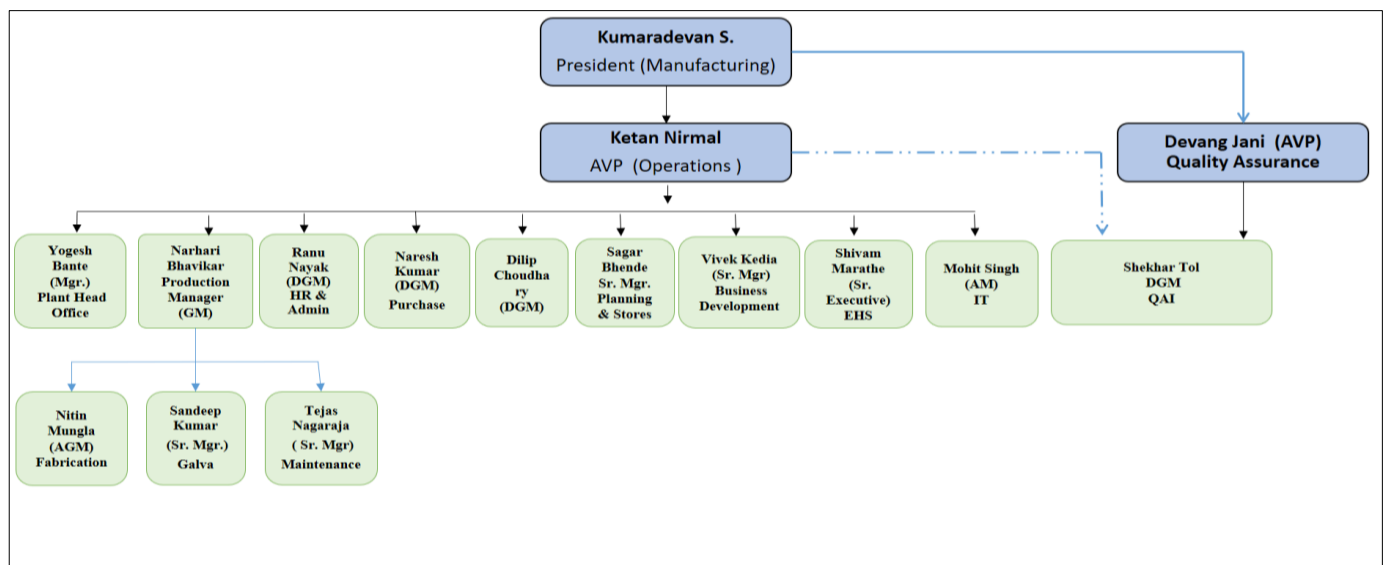 Kumaradevan S.
President (Manufacturing)
Ketan Nirmal
AVP  (Operations )
Devang Jani  (AVP)
Quality Assurance
Yogesh
Bante
(Mgr.)
Plant Head
Office
Narhari
Bhavikar
Production
Manager
(GM)
Ranu
Nayak
(DGM)
HR &
Admin
Naresh
Kumar
(DGM)
Purchase
Dilip
Choudha
ry
(DGM)
Sagar
Bhende
Sr. Mgr.
Planning
& Stores
Vivek Kedia
(Sr. Mgr)
Business
Development
Shivam
Marathe
(Sr.
Executive)
EHS
Mohit Singh
(AM)
IT
Shekhar Tol
DGM
QAI
Nitin
Mungla
(AGM)
Fabrication
Sandeep
Kumar
(Sr. Mgr.)
Galva
Tejas
Nagaraja
( Sr. Mgr)
Maintenance